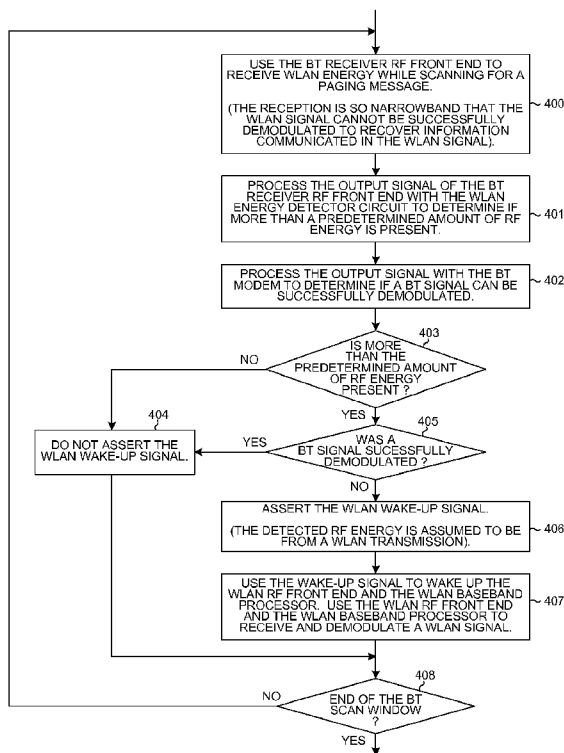 USE THE BT RECEIVER RF FRONT END TO
RECEIVE WLAN ENERGY WHILE SCANNING FOR A
PAGING MESSAGE.
(THE RECEPTION IS SO NARROWBAND THAT THE
WLAN SIGNAL CANNOT BE SUCCESSFULLY
DEMODULATED TO RECOVER INFORMATION
COMMUNICATED IN THE WLAN SIGNAL).
400
PROCESS THE OUTPUT SIGNAL OF THE BT
RECEIVER RF FRONT END WITH THE WLAN
ENERGY DETECTOR CIRCUIT TO DETERMINE IF
MORE THAN A PREDETERMINED AMOUNT OF RF
ENERGY IS PRESENT.
401
PROCESS THE OUTPUT SIGNAL WITH THE BT
MODEM TO DETERMINE IF A BT SIGNAL CAN BE
SUCCESSFULLY DEMODULATED.
402
403
IS MORE
THAN THE
PREDETERMINED AMOUNT
OF RF ENERGY
PRESENT ?
NO
YES
404
DO NOT ASSERT THE
WLAN WAKE-UP SIGNAL.
405
WAS A
BT SIGNAL SUCESSFULLY
DEMODULATED ?
YES
NO
ASSERT THE WLAN WAKE-UP SIGNAL.
(THE DETECTED RF ENERGY IS ASSUMED TO BE
FROM A WLAN TRANSMISSION).
406
USE THE WAKE-UP SIGNAL TO WAKE UP THE
WLAN RF FRONT END AND THE WLAN BASEBAND
PROCESSOR. USE THE WLAN RF FRONT END
AND THE WLAN BASEBAND PROCESSOR TO
RECEIVE AND DEMODULATE A WLAN SIGNAL.
407
408
END OF THE BT
SCAN WINDOW
?
NO
YES